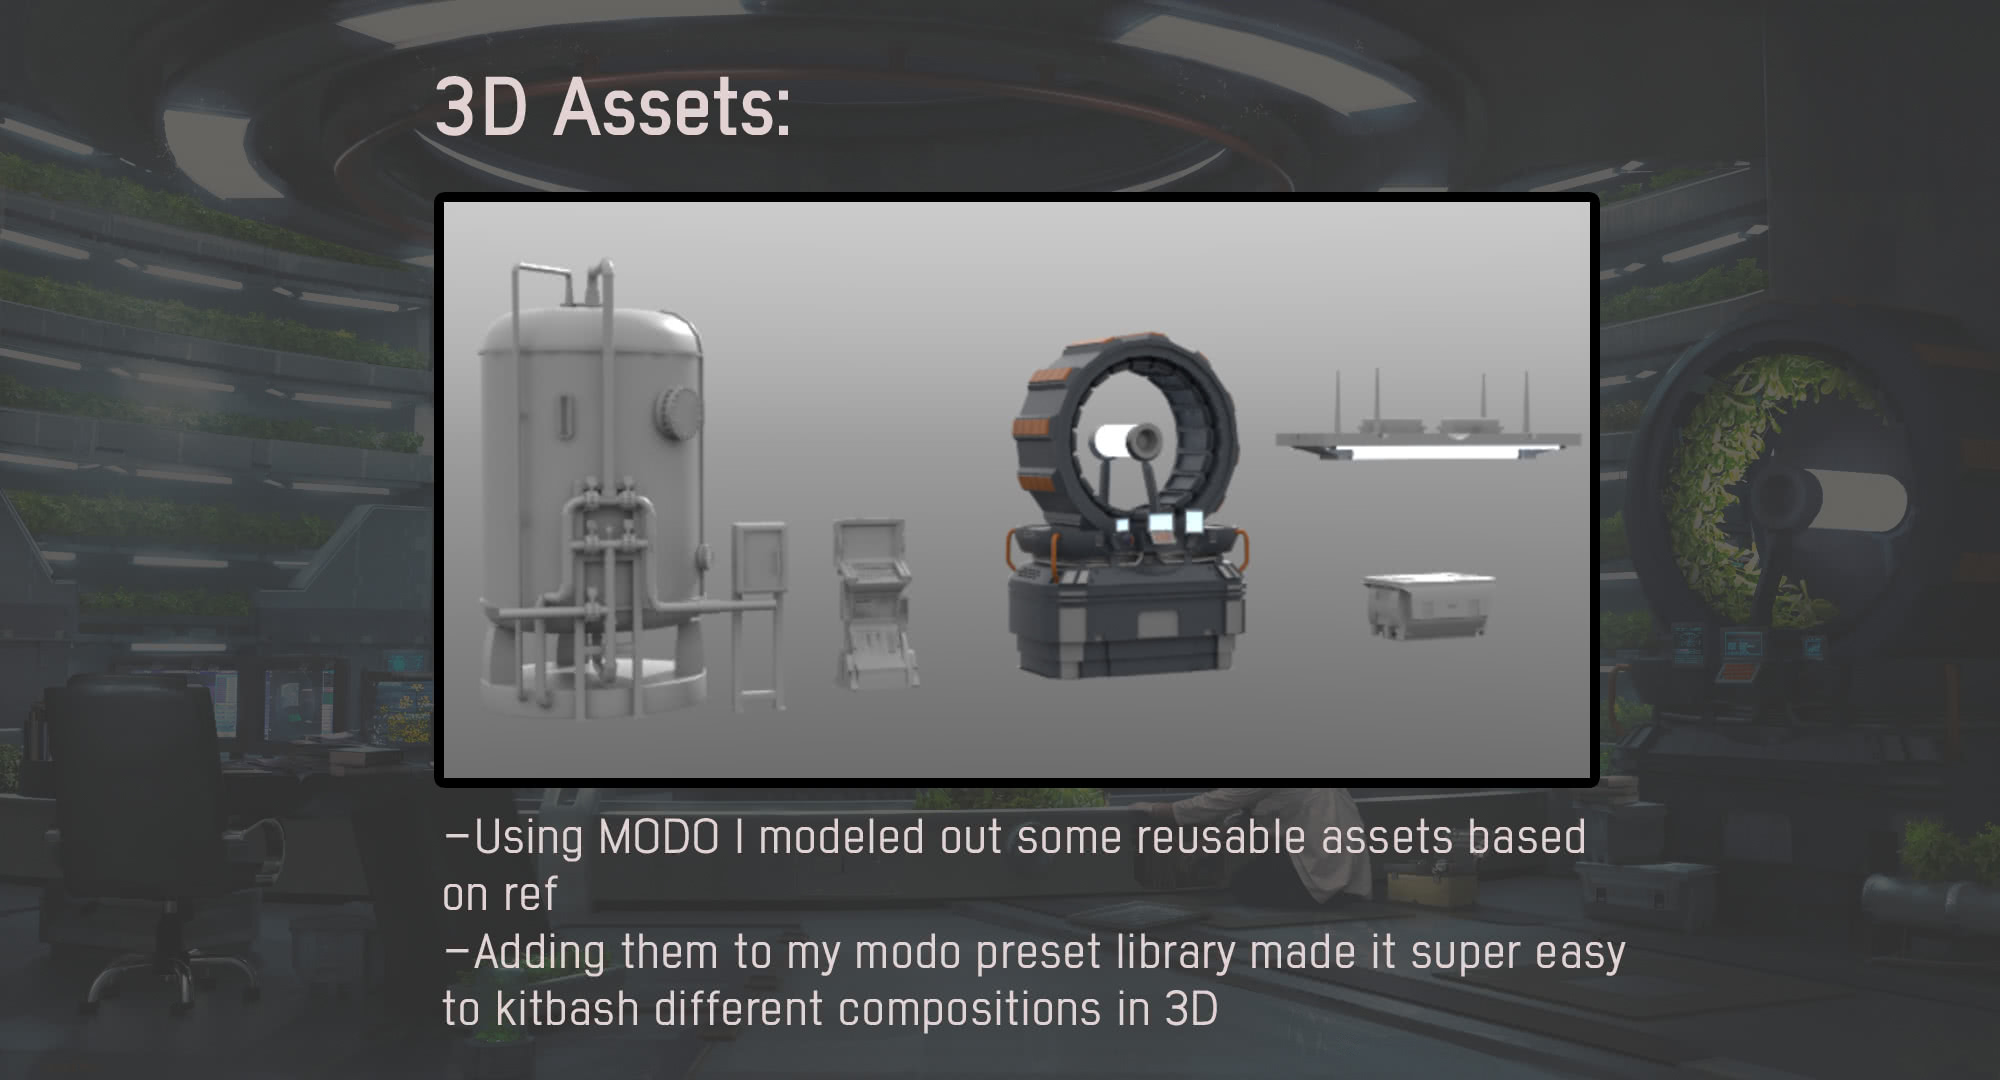 3D Assets:
-Using MODO I modeled out some reusable assets based
on ref
-Adding them to my modo preset library made it super easy
to kitbash different compositions in 3D